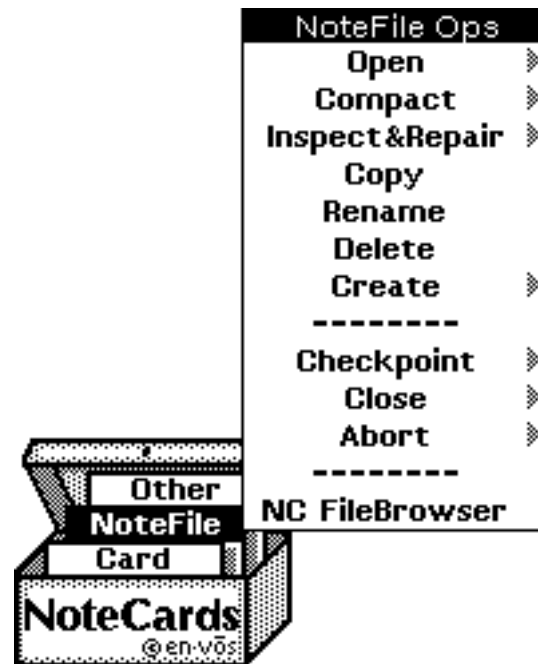 NoteFile Ops
Open
Compact
Inspect&Repair
Copy
Rename
Delete
Create
--------
Checkpoint
Close
Abort
--------
NC FileBrowser
Other
NoteFile
Card
NoteCards
©en·vōs